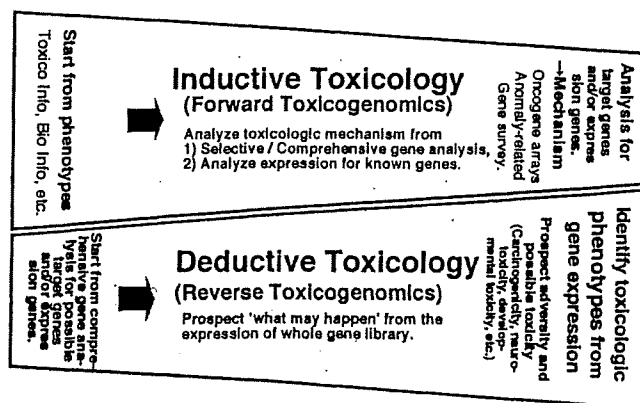 Start from phenotypes
Toxico Info, Bio Info, etc.
Inductive Toxicology
(Forward Toxicogenomics)
Analyze toxicologic mechanism from
1) Selective / Comprehensive gene analysis,
2) Analyze expression for known genes.
Oncogene arrays
Anomaly-related
Gene survey.
Analysis for
target genes
and/or expres
sion genes.
→Mechanism
Start from compre-
hensive gene ana-
lysis for possible
target genes
and/or expres
sion genes.
Deductive Toxicology
(Reverse Toxicogenomics)
Prospect 'what may happen' from the
expression of whole gene library.
Prospect adversity and
possible toxicity
(Carcinogenicity, neuro-
toxicity, develop-
mental toxicity, etc.)
Identify toxicologic
phenotypes from
gene expression